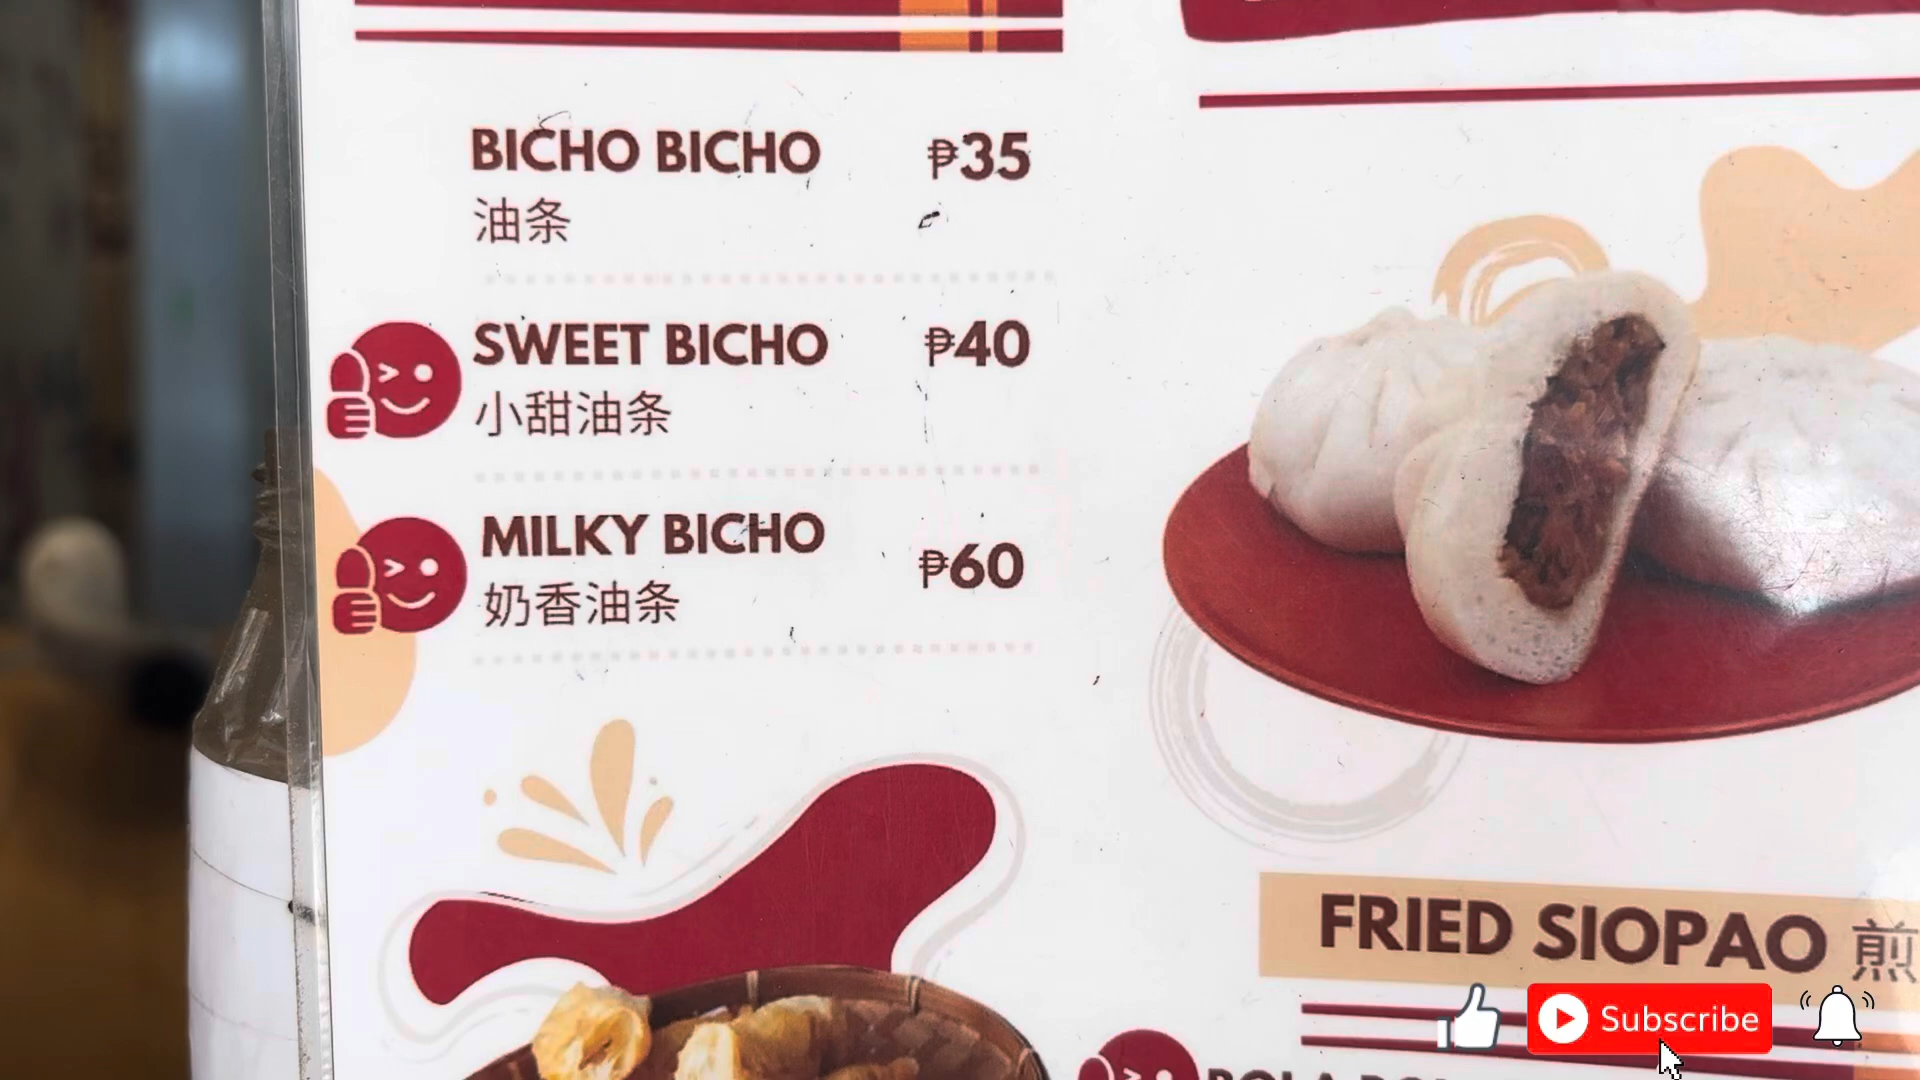 BICHO BICHO ₱35
油条
SWEET BICHO ₱40
小甜油条
MILKY BICHO ₱60
奶香油条
FRIED SIOPAO 煎
Subscribe